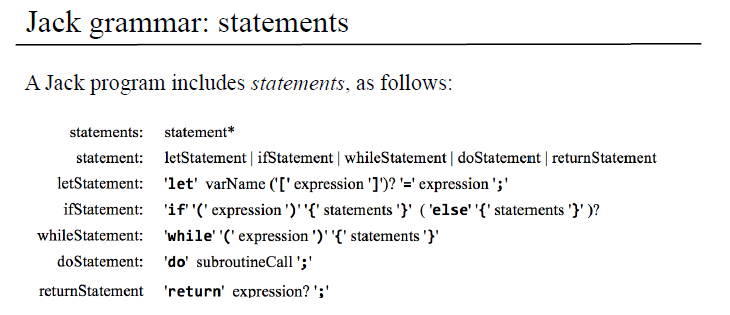 Jack grammar: statements
A Jack program includes statements, as follows:
statements: statement*
statement: letStatement | ifStatement | whileStatement | doStatement | returnStatement
letStatement: 'let' varName ('[' expression ']')? '=' expression ';'
ifStatement: 'if' '(' expression ')' '{' statements '}' ( 'else' '{' statements '}' )?
whileStatement: 'while' '(' expression ')' '{' statements '}'
doStatement: 'do' subroutineCall ';'
returnStatement 'return' expression? ';'